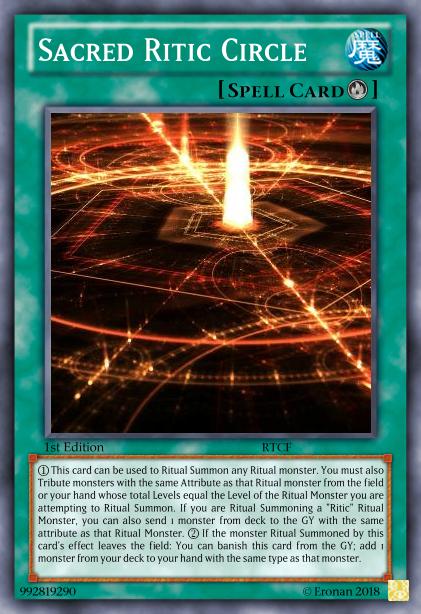 Sacred Ritic Circle
SPELL
魔
[Spell Card]
1st Edition
RTCF
① This card can be used to Ritual Summon any Ritual monster. You must also
Tribute monsters with the same Attribute as that Ritual monster from the field
or your hand whose total Levels equal the Level of the Ritual Monster you are
attempting to Ritual Summon. If you are Ritual Summoning a "Ritic" Ritual
Monster, you can also send 1 monster from deck to the GY with the same
attribute as that Ritual Monster. ② If the monster Ritual Summoned by this
card's effect leaves the field: You can banish this card from the GY; add 1
monster from your deck to your hand with the same type as that monster.
992819290
© Eronan 2018